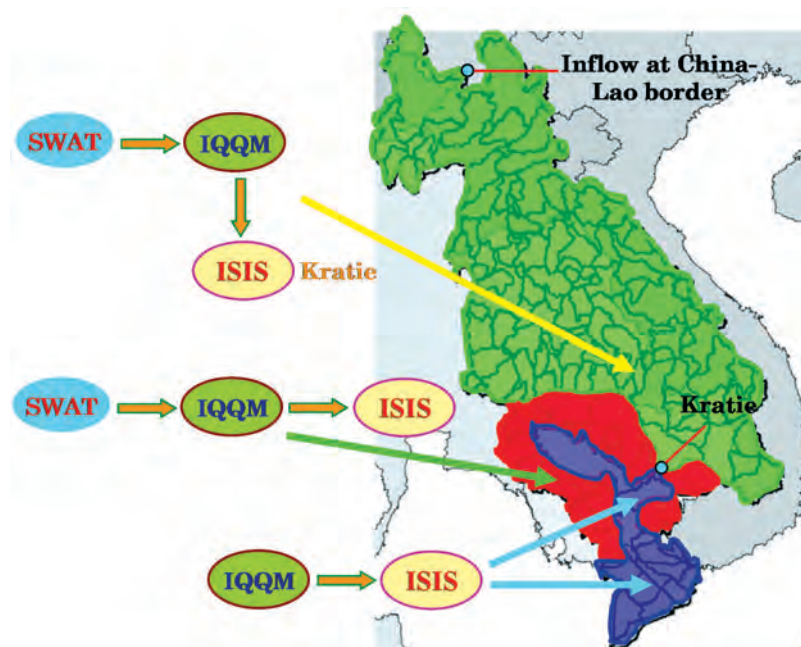 Inflow at China-
Lao border
SWAT
IQQM
ISIS
Kratie
SWAT
IQQM
ISIS
Kratie
IQQM
ISIS